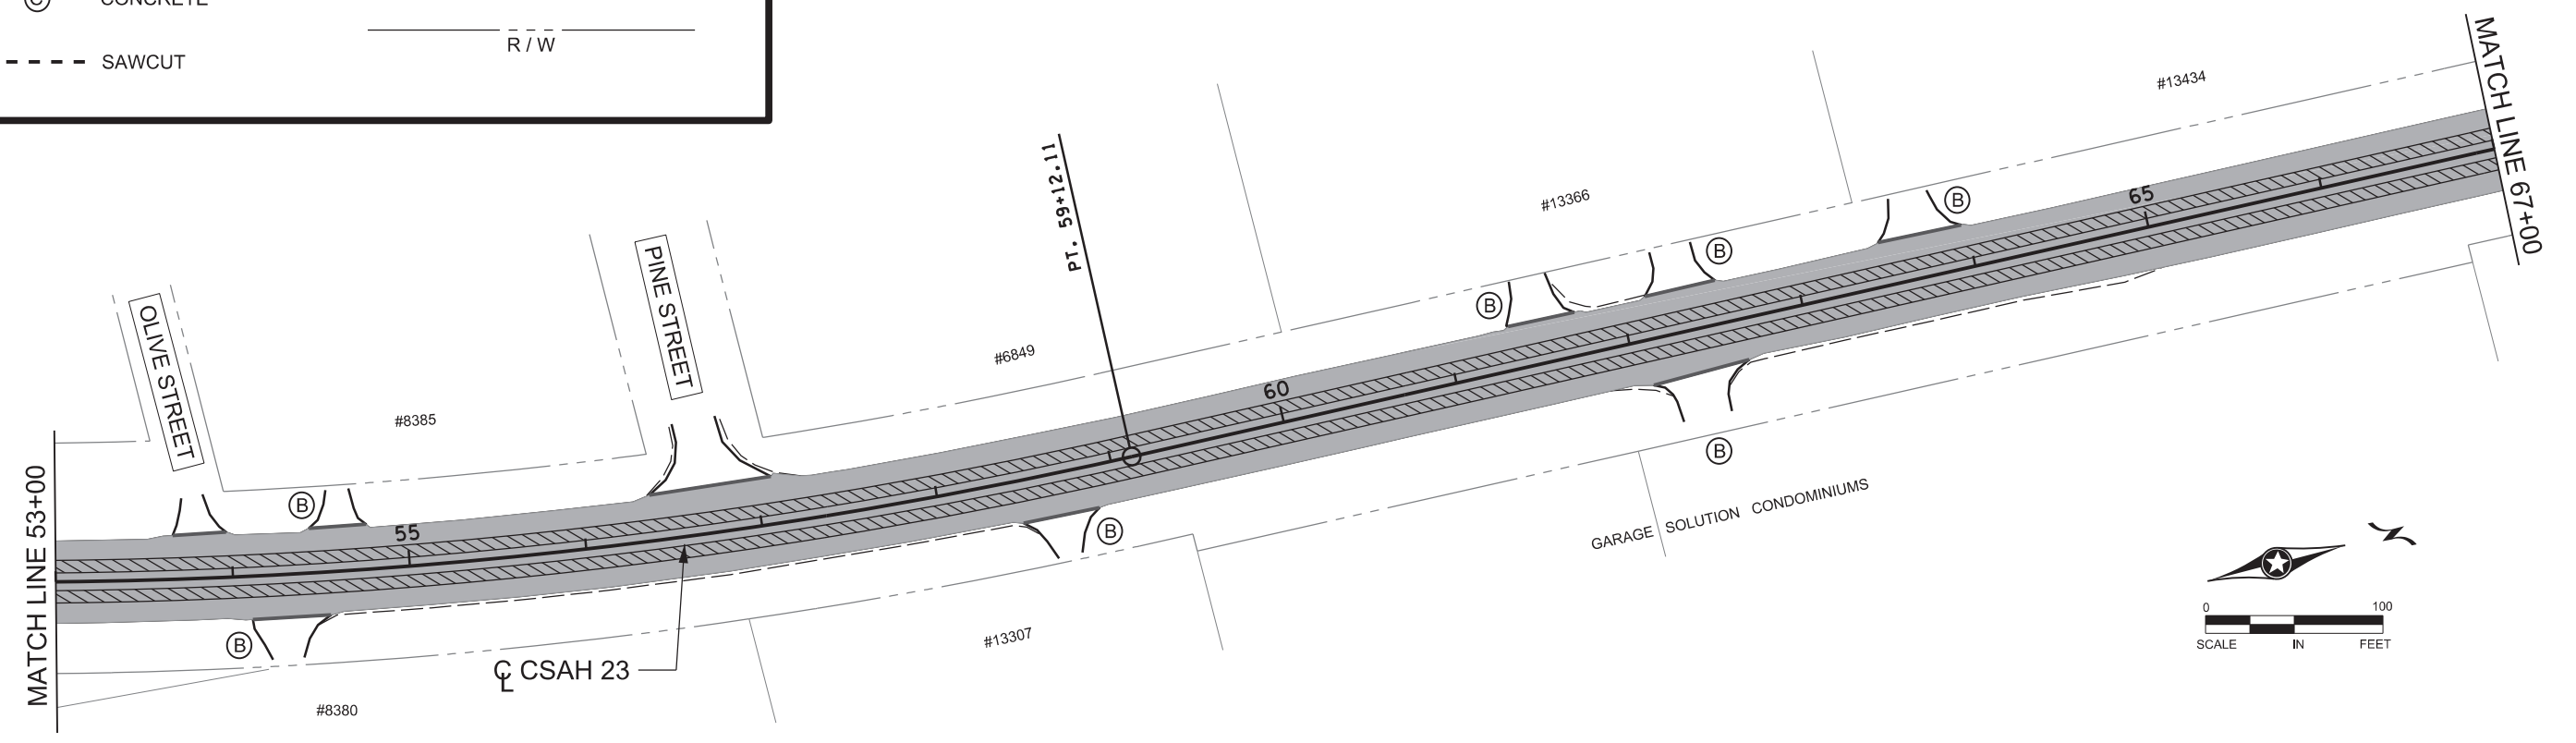 Ⓒ CONCRETE
SAWCUT
R / W
MATCH LINE 53+00
OLIVE STREET
#8385
PINE STREET
#6849
PT. 59+12.11
#13366
#13434
MATCH LINE 67+00
Ⓑ
Ⓑ
Ⓑ
Ⓑ
55
60
65
Ⓑ
Ⓑ
Ⓑ
℄ CSAH 23
#8380
#13307
GARAGE SOLUTION CONDOMINIUMS
0 100
SCALE IN FEET